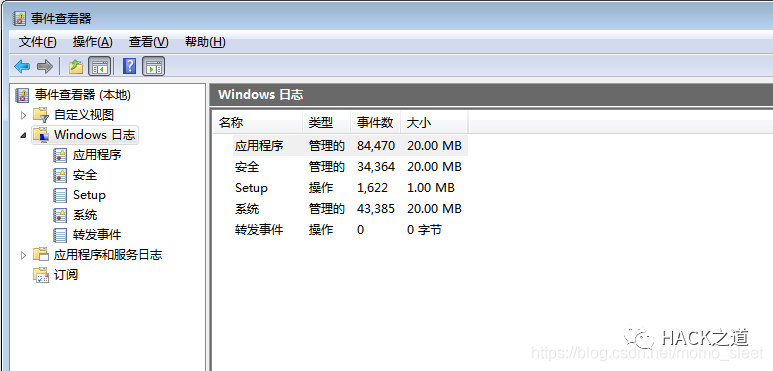 事件查看器
文件(F) 操作(A) 查看(V) 帮助(H)
事件查看器 (本地)
自定义视图
Windows 日志
应用程序
安全
Setup
系统
转发事件
应用程序和服务日志
订阅
Windows 日志
名称 类型 事件数 大小
应用程序 管理的 84,470 20.00 MB
安全 管理的 34,364 20.00 MB
Setup 操作 1,622 1.00 MB
系统 管理的 43,385 20.00 MB
转发事件 操作 0 0 字节
HACK之道
https://blog.csdn.net/momo_sleet